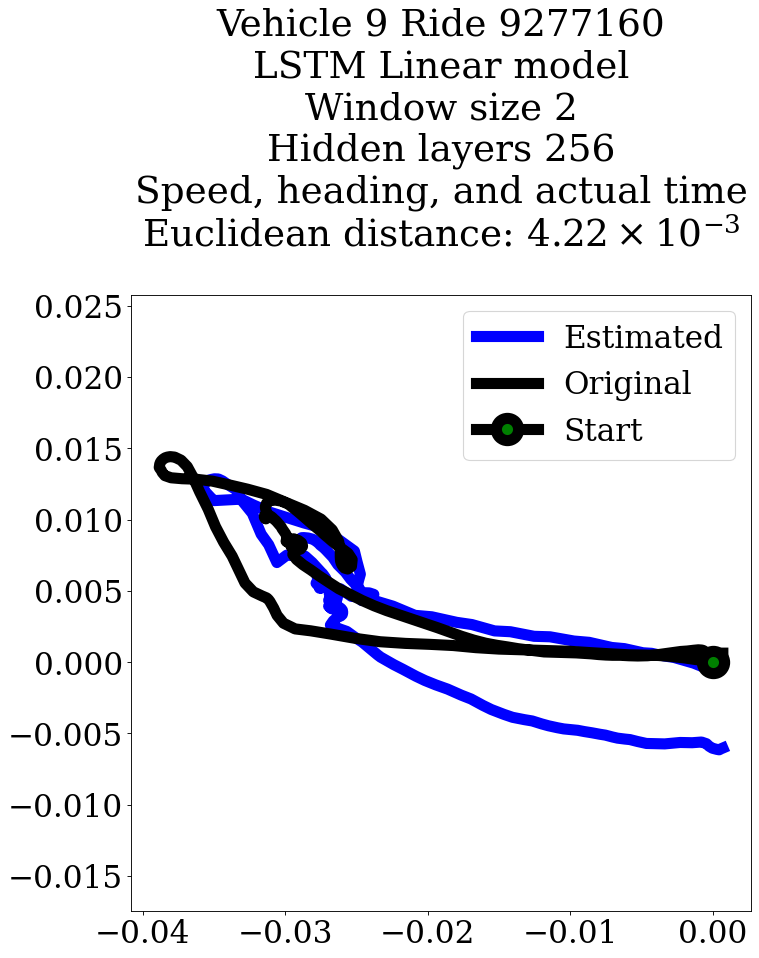 Vehicle 9 Ride 9277160
LSTM Linear model
Window size 2
Hidden layers 256
Speed, heading, and actual time
Euclidean distance: 4.22 × 10⁻³
Estimated
Original
Start
0.025
0.020
0.015
0.010
0.005
0.000
−0.005
−0.010
−0.015
−0.04 −0.03 −0.02 −0.01 0.00